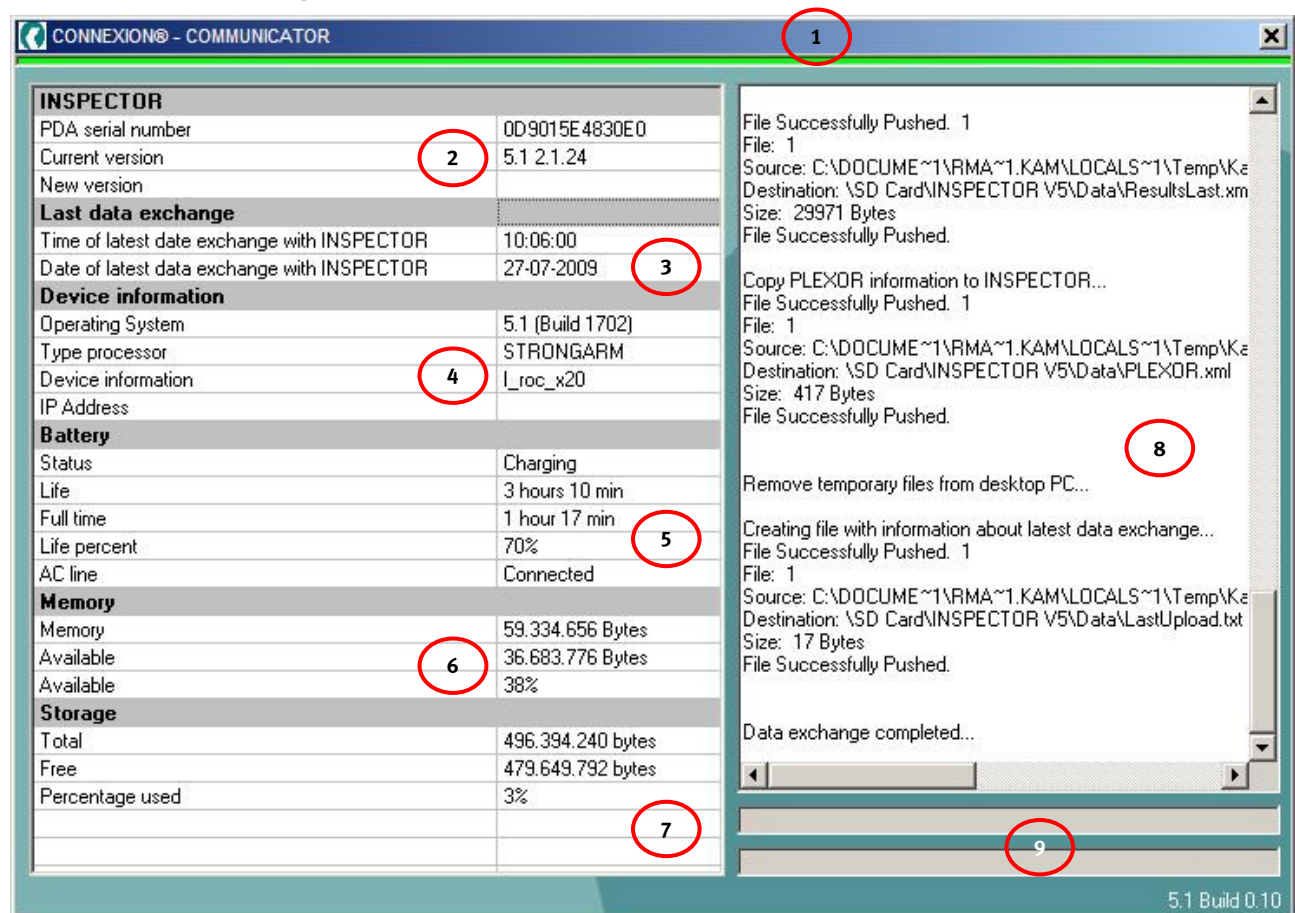 CONNEXION® - COMMUNICATOR
1
INSPECTOR
PDA serial number 0D9015E4830E0
Current version 2 5.1 2.1.24
New version
Last data exchange
Time of latest date exchange with INSPECTOR 10:06:00
Date of latest data exchange with INSPECTOR 27-07-2009 3
Device information
Operating System 5.1 (Build 1702)
Type processor STRONGARM
Device information 4 I_roc_x20
IP Address
Battery
Status Charging
Life 3 hours 10 min
Full time 1 hour 17 min
Life percent 70% 5
AC line Connected
Memory
Memory 59.334.656 Bytes
Available 6 36.683.776 Bytes
Available 38%
Storage
Total 496.394.240 bytes
Free 479.649.792 bytes
Percentage used 3%
7
File Successfully Pushed. 1
File: 1
Source: C:\DOCUME~1\RMA~1.KAM\LOCALS~1\Temp\Ka
Destination: \SD Card\INSPECTOR V5\Data\ResultsLast.xm
Size: 29971 Bytes
File Successfully Pushed.
Copy PLEXOR information to INSPECTOR...
File Successfully Pushed. 1
File: 1
Source: C:\DOCUME~1\RMA~1.KAM\LOCALS~1\Temp\Ka
Destination: \SD Card\INSPECTOR V5\Data\PLEXOR.xml
Size: 417 Bytes
File Successfully Pushed.
8
Remove temporary files from desktop PC...
Creating file with information about latest data exchange...
File Successfully Pushed. 1
File: 1
Source: C:\DOCUME~1\RMA~1.KAM\LOCALS~1\Temp\Ka
Destination: \SD Card\INSPECTOR V5\Data\LastUpload.txt
Size: 17 Bytes
File Successfully Pushed.
Data exchange completed...
9
5.1 Build 0.10